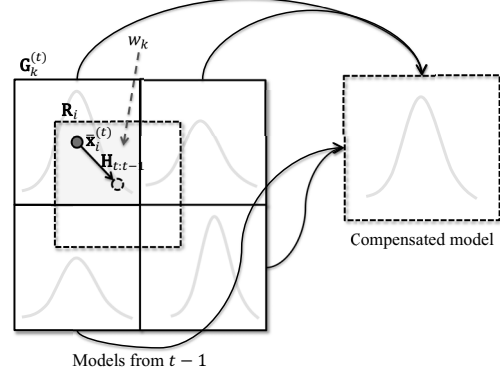 w_k
G_k^{(t)}
R_i
x̄_i^{(t)}
H_{t:t−1}
Compensated model
Models from t − 1